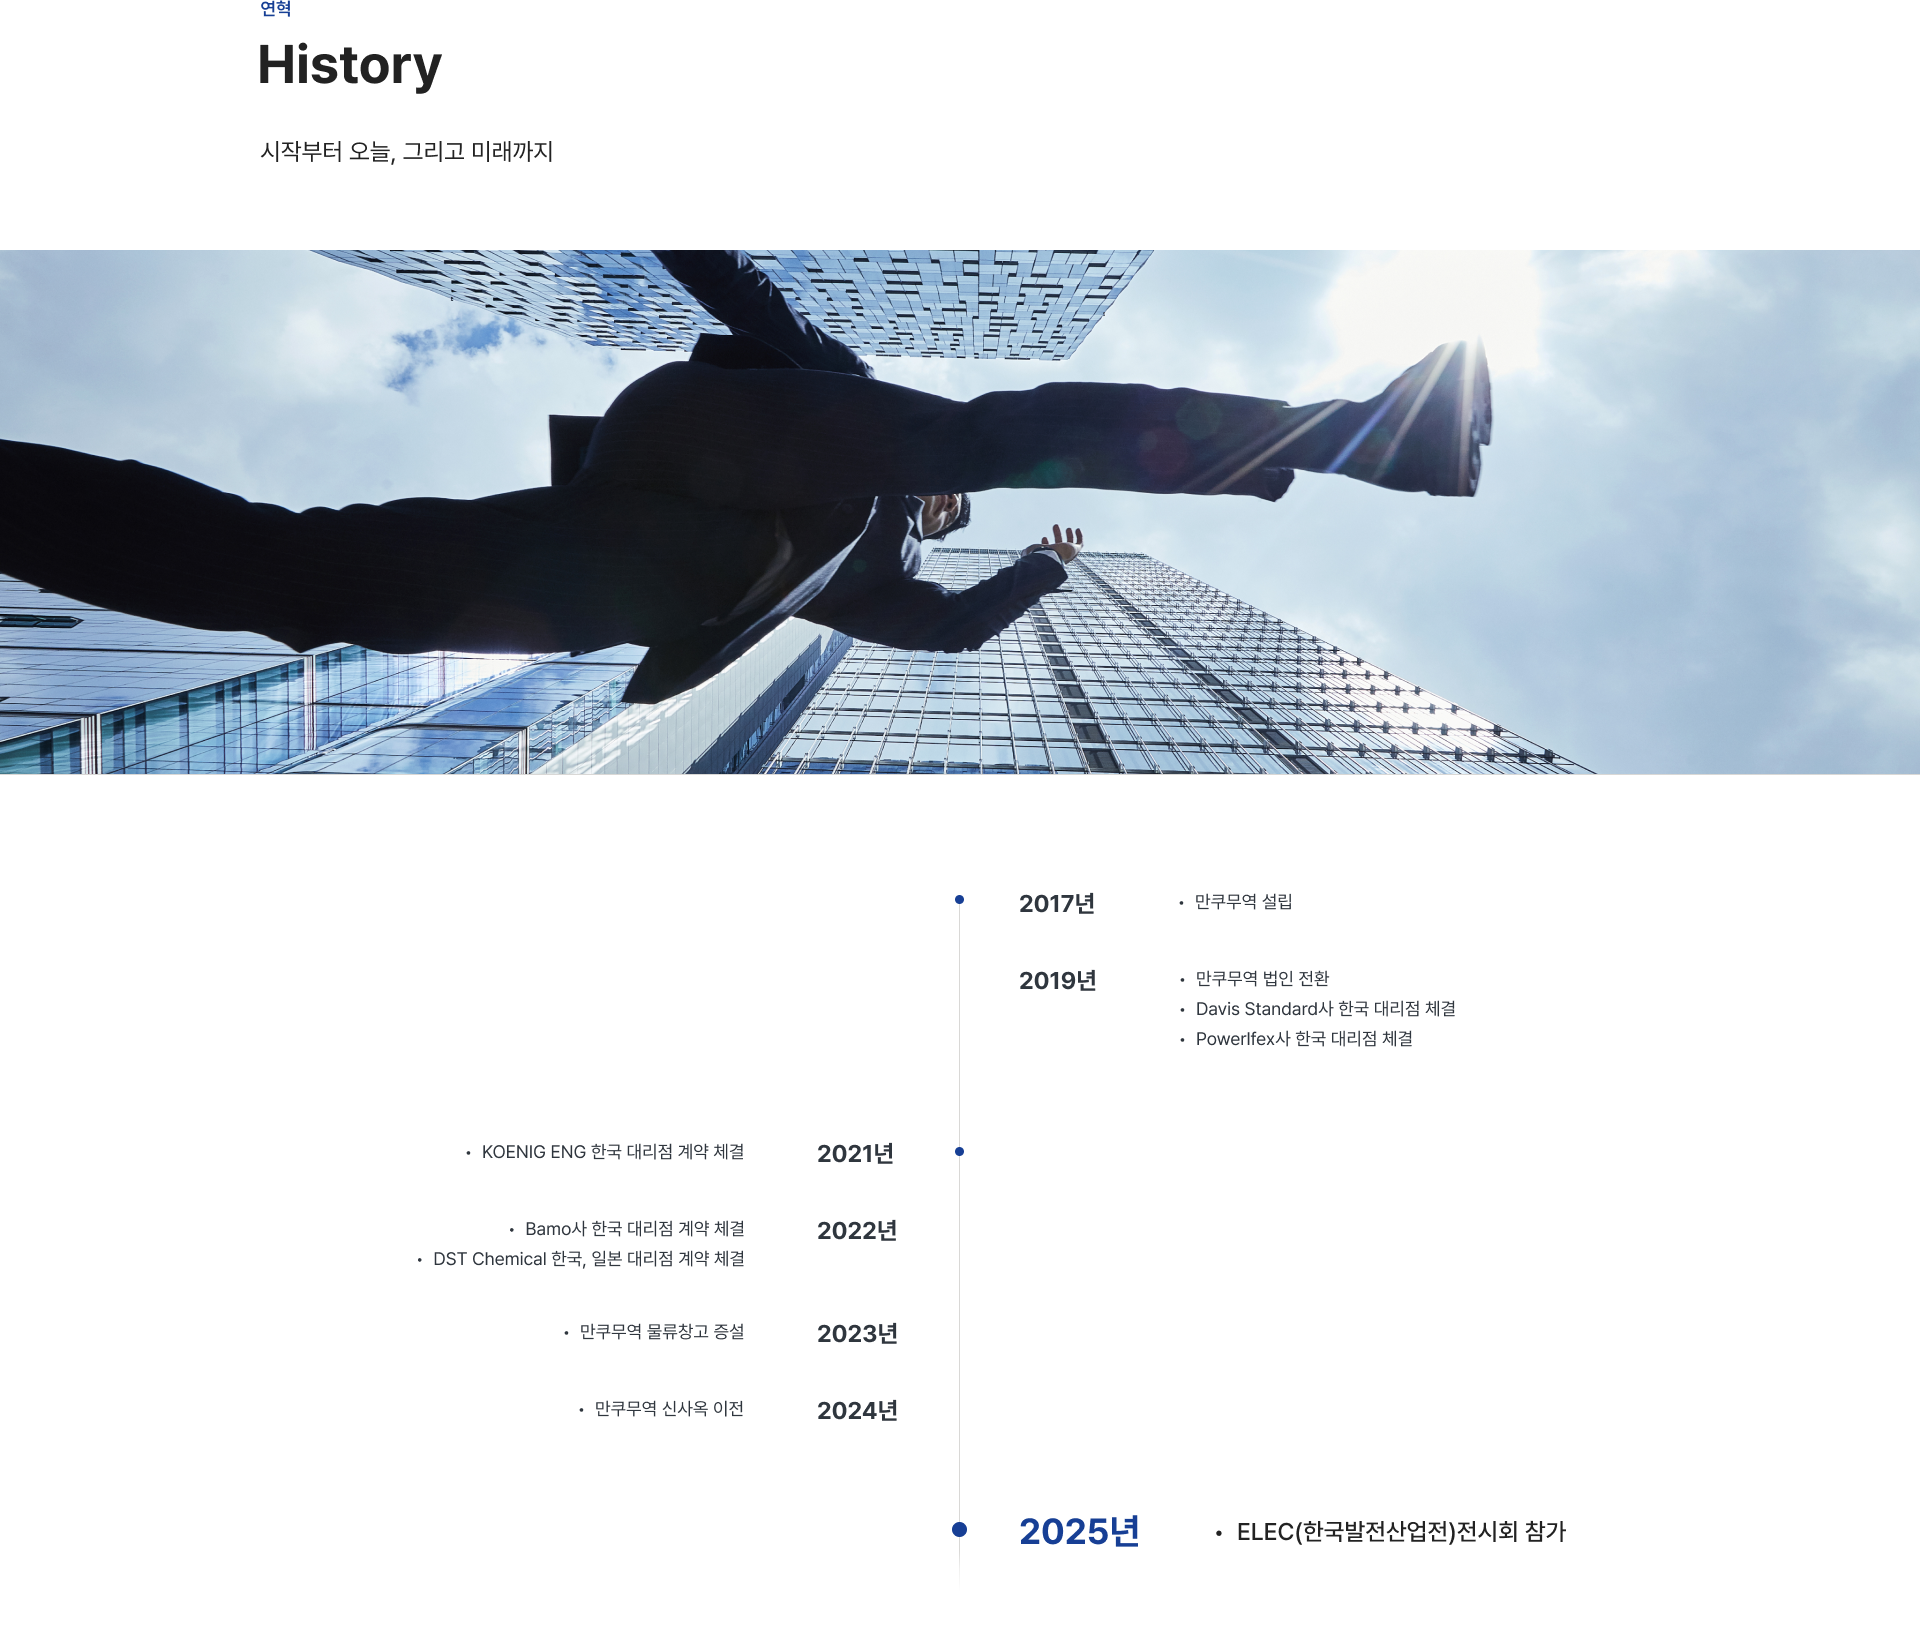 연혁
History
시작부터 오늘, 그리고 미래까지
2017년
• 만쿠무역 설립
2019년
• 만쿠무역 법인 전환
• Davis Standard사 한국 대리점 체결
• Powerlfex사 한국 대리점 체결
• KOENIG ENG 한국 대리점 계약 체결
2021년
• Bamo사 한국 대리점 계약 체결
2022년
• DST Chemical 한국, 일본 대리점 계약 체결
• 만쿠무역 물류창고 증설
2023년
• 만쿠무역 신사옥 이전
2024년
2025년
• ELEC(한국발전산업전)전시회 참가